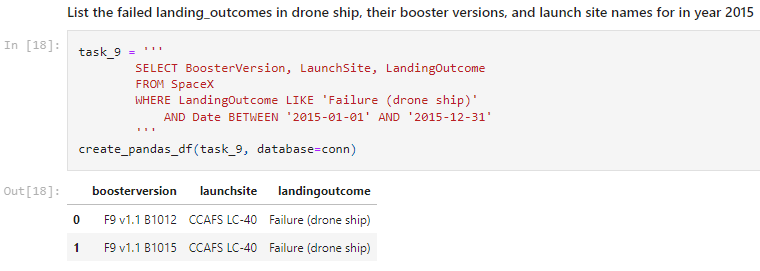 List the failed landing_outcomes in drone ship, their booster versions, and launch site names for in year 2015
In [18]:
task_9 = '''
SELECT BoosterVersion, LaunchSite, LandingOutcome
FROM SpaceX
WHERE LandingOutcome LIKE 'Failure (drone ship)'
AND Date BETWEEN '2015-01-01' AND '2015-12-31'
'''
create_pandas_df(task_9, database=conn)
Out[18]:
boosterversion launchsite landingoutcome
0 F9 v1.1 B1012 CCAFS LC-40 Failure (drone ship)
1 F9 v1.1 B1015 CCAFS LC-40 Failure (drone ship)